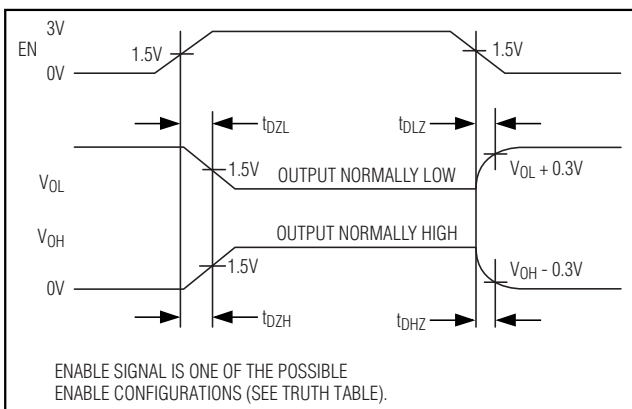 3V
EN
1.5V
1.5V
0V
tDZL
tDLZ
1.5V
OUTPUT NORMALLY LOW
VOL + 0.3V
VOL
VOH
OUTPUT NORMALLY HIGH
1.5V
VOH - 0.3V
0V
tDZH
tDHZ
ENABLE SIGNAL IS ONE OF THE POSSIBLE
ENABLE CONFIGURATIONS (SEE TRUTH TABLE).